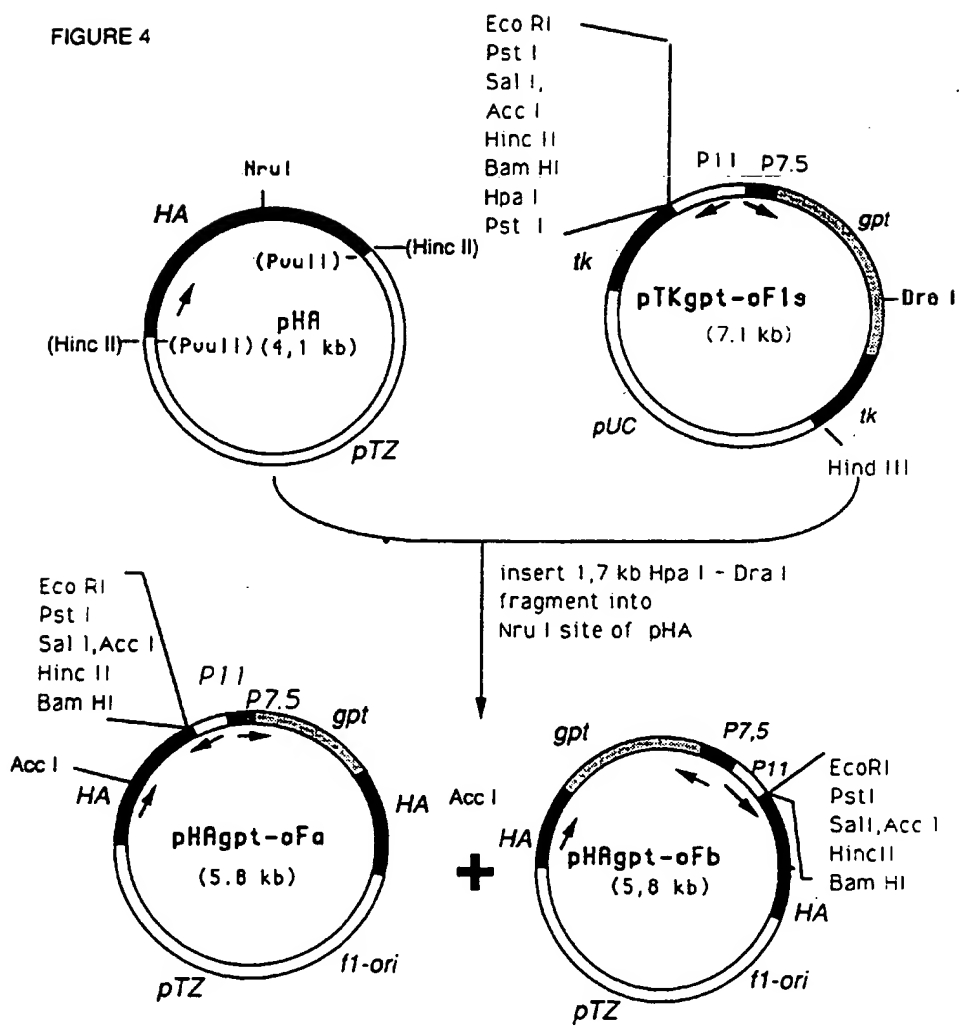 FIGURE 4
Eco RI
Pst I
Sal I,
Acc I
Hinc II
Bam HI
Hpa I
Pst I
P11 P7.5
gpt
tk
Dra I
pTKgpt-oF1s
(7.1 kb)
pUC
tk
Hind III
NruI
HA
(Hinc II)
(PvuII)
pHA
(Hinc II)
(PvuII)
(4,1 kb)
pTZ
insert 1,7 kb Hpa I - Dra I
fragment into
Nru I site of pHA
Eco RI
Pst I
Sal I,Acc I
Hinc II
Bam HI
P11
P7.5
gpt
Acc I
HA
HA
pHAgpt-oFa
(5.8 kb)
f1-ori
pTZ
+
gpt
P7,5
P11
EcoRI
PstI
SalI,Acc I
HincII
Bam HI
Acc I
HA
pHAgpt-oFb
(5,8 kb)
HA
f1-ori
pTZ